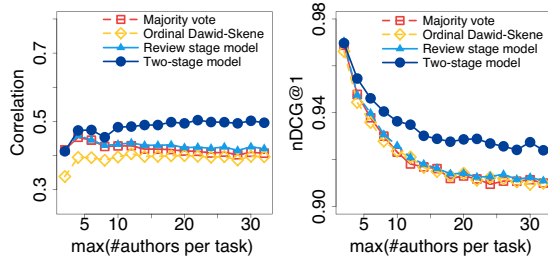 0.8
Majority vote
Ordinal Dawid-Skene
Review stage model
Two-stage model
Correlation
0.7
0.5
0.3
5
10
20
30
max(#authors per task)
0.98
Majority vote
Ordinal Dawid-Skene
Review stage model
Two-stage model
nDCG@1
0.94
0.90
5
10
20
30
max(#authors per task)